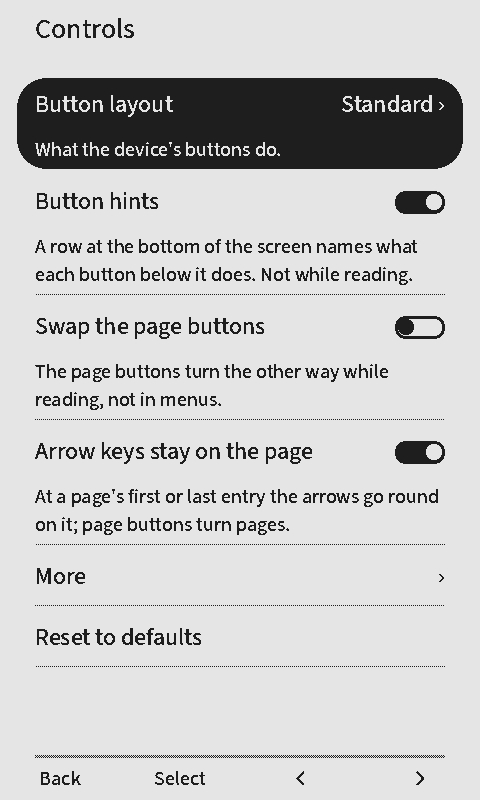 Controls
Button layout Standard ›
What the device's buttons do.
Button hints
A row at the bottom of the screen names what
each button below it does. Not while reading.
Swap the page buttons
The page buttons turn the other way while
reading, not in menus.
Arrow keys stay on the page
At a page's first or last entry the arrows go round
on it; page buttons turn pages.
More ›
Reset to defaults
Back Select ‹ ›